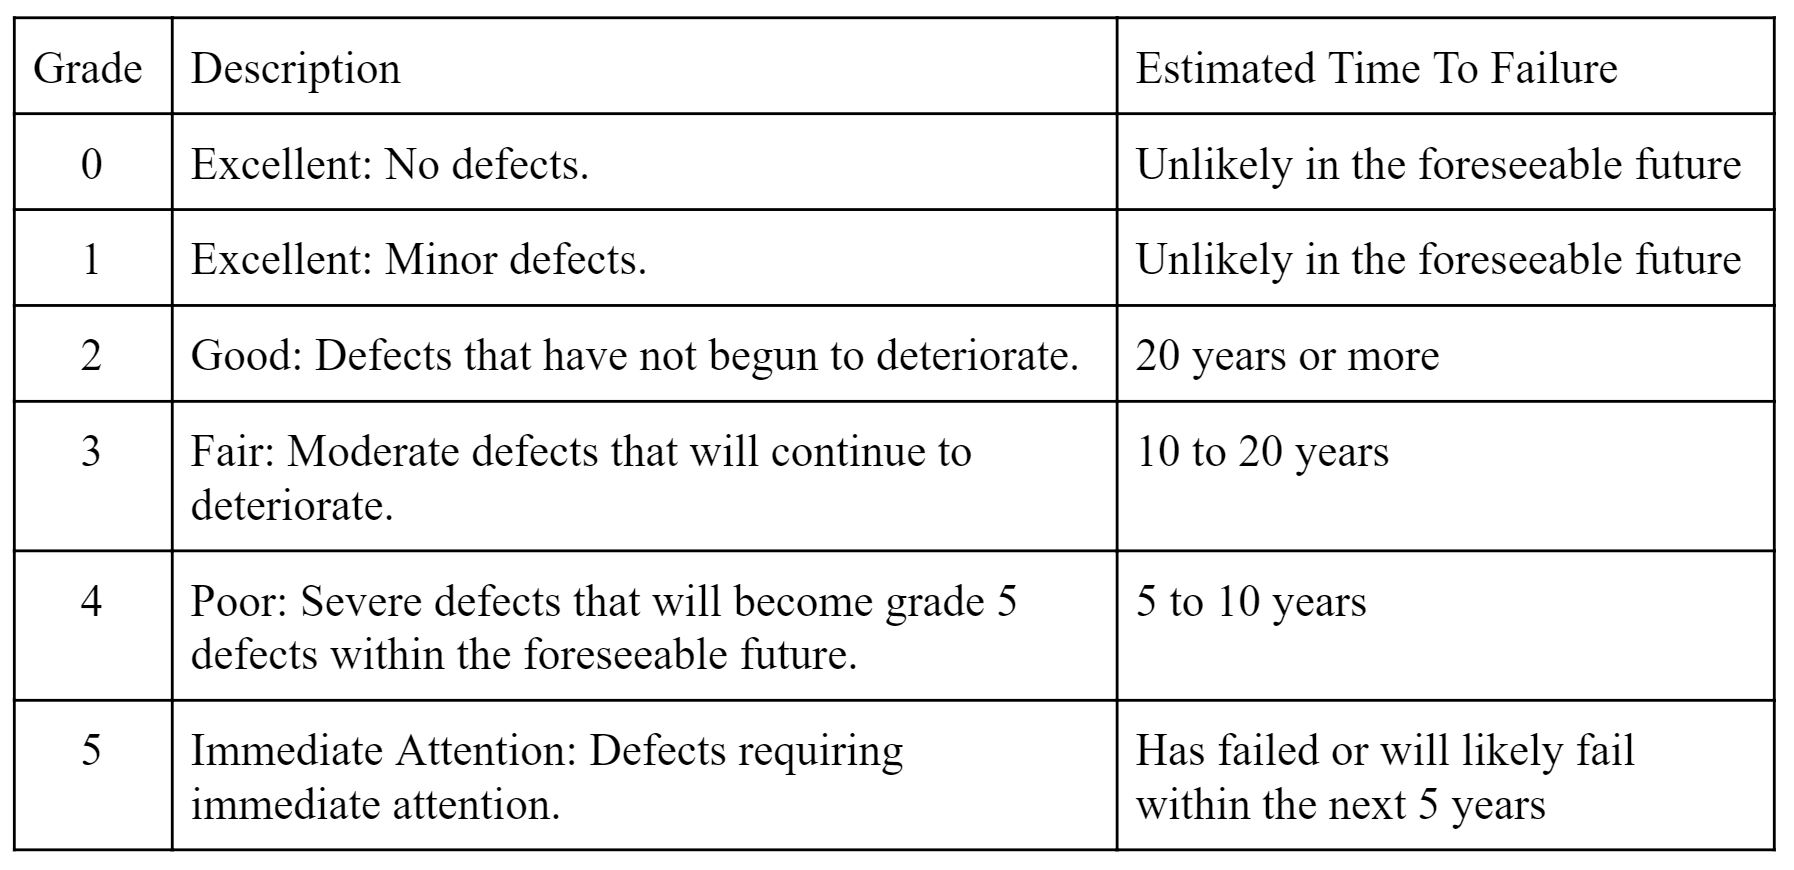 Grade Description Estimated Time To Failure
0 Excellent: No defects. Unlikely in the foreseeable future
1 Excellent: Minor defects. Unlikely in the foreseeable future
2 Good: Defects that have not begun to deteriorate. 20 years or more
3 Fair: Moderate defects that will continue to 10 to 20 years
deteriorate.
4 Poor: Severe defects that will become grade 5 5 to 10 years
defects within the foreseeable future.
5 Immediate Attention: Defects requiring Has failed or will likely fail
immediate attention. within the next 5 years